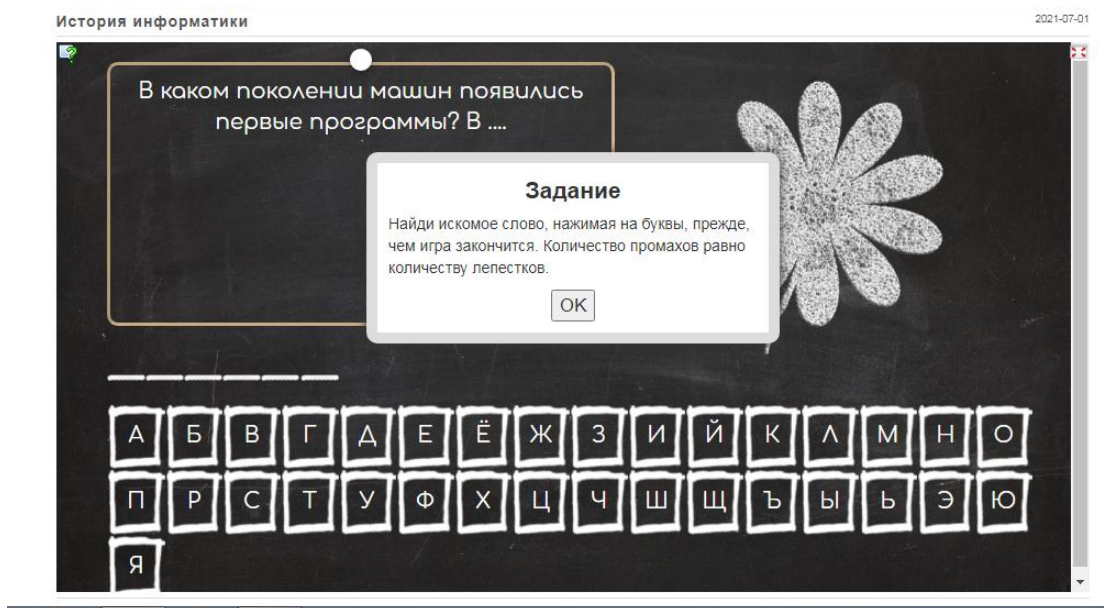 История информатики
2021-07-01
В каком поколении машин появились
первые программы? В ....
Задание
Найди искомое слово, нажимая на буквы, прежде,
чем игра закончится. Количество промахов равно
количеству лепестков.
OK
А Б В Г Д Е Ё Ж З И Й К Л М Н О
П Р С Т У Ф Х Ц Ч Ш Щ Ъ Ы Ь Э Ю
Я